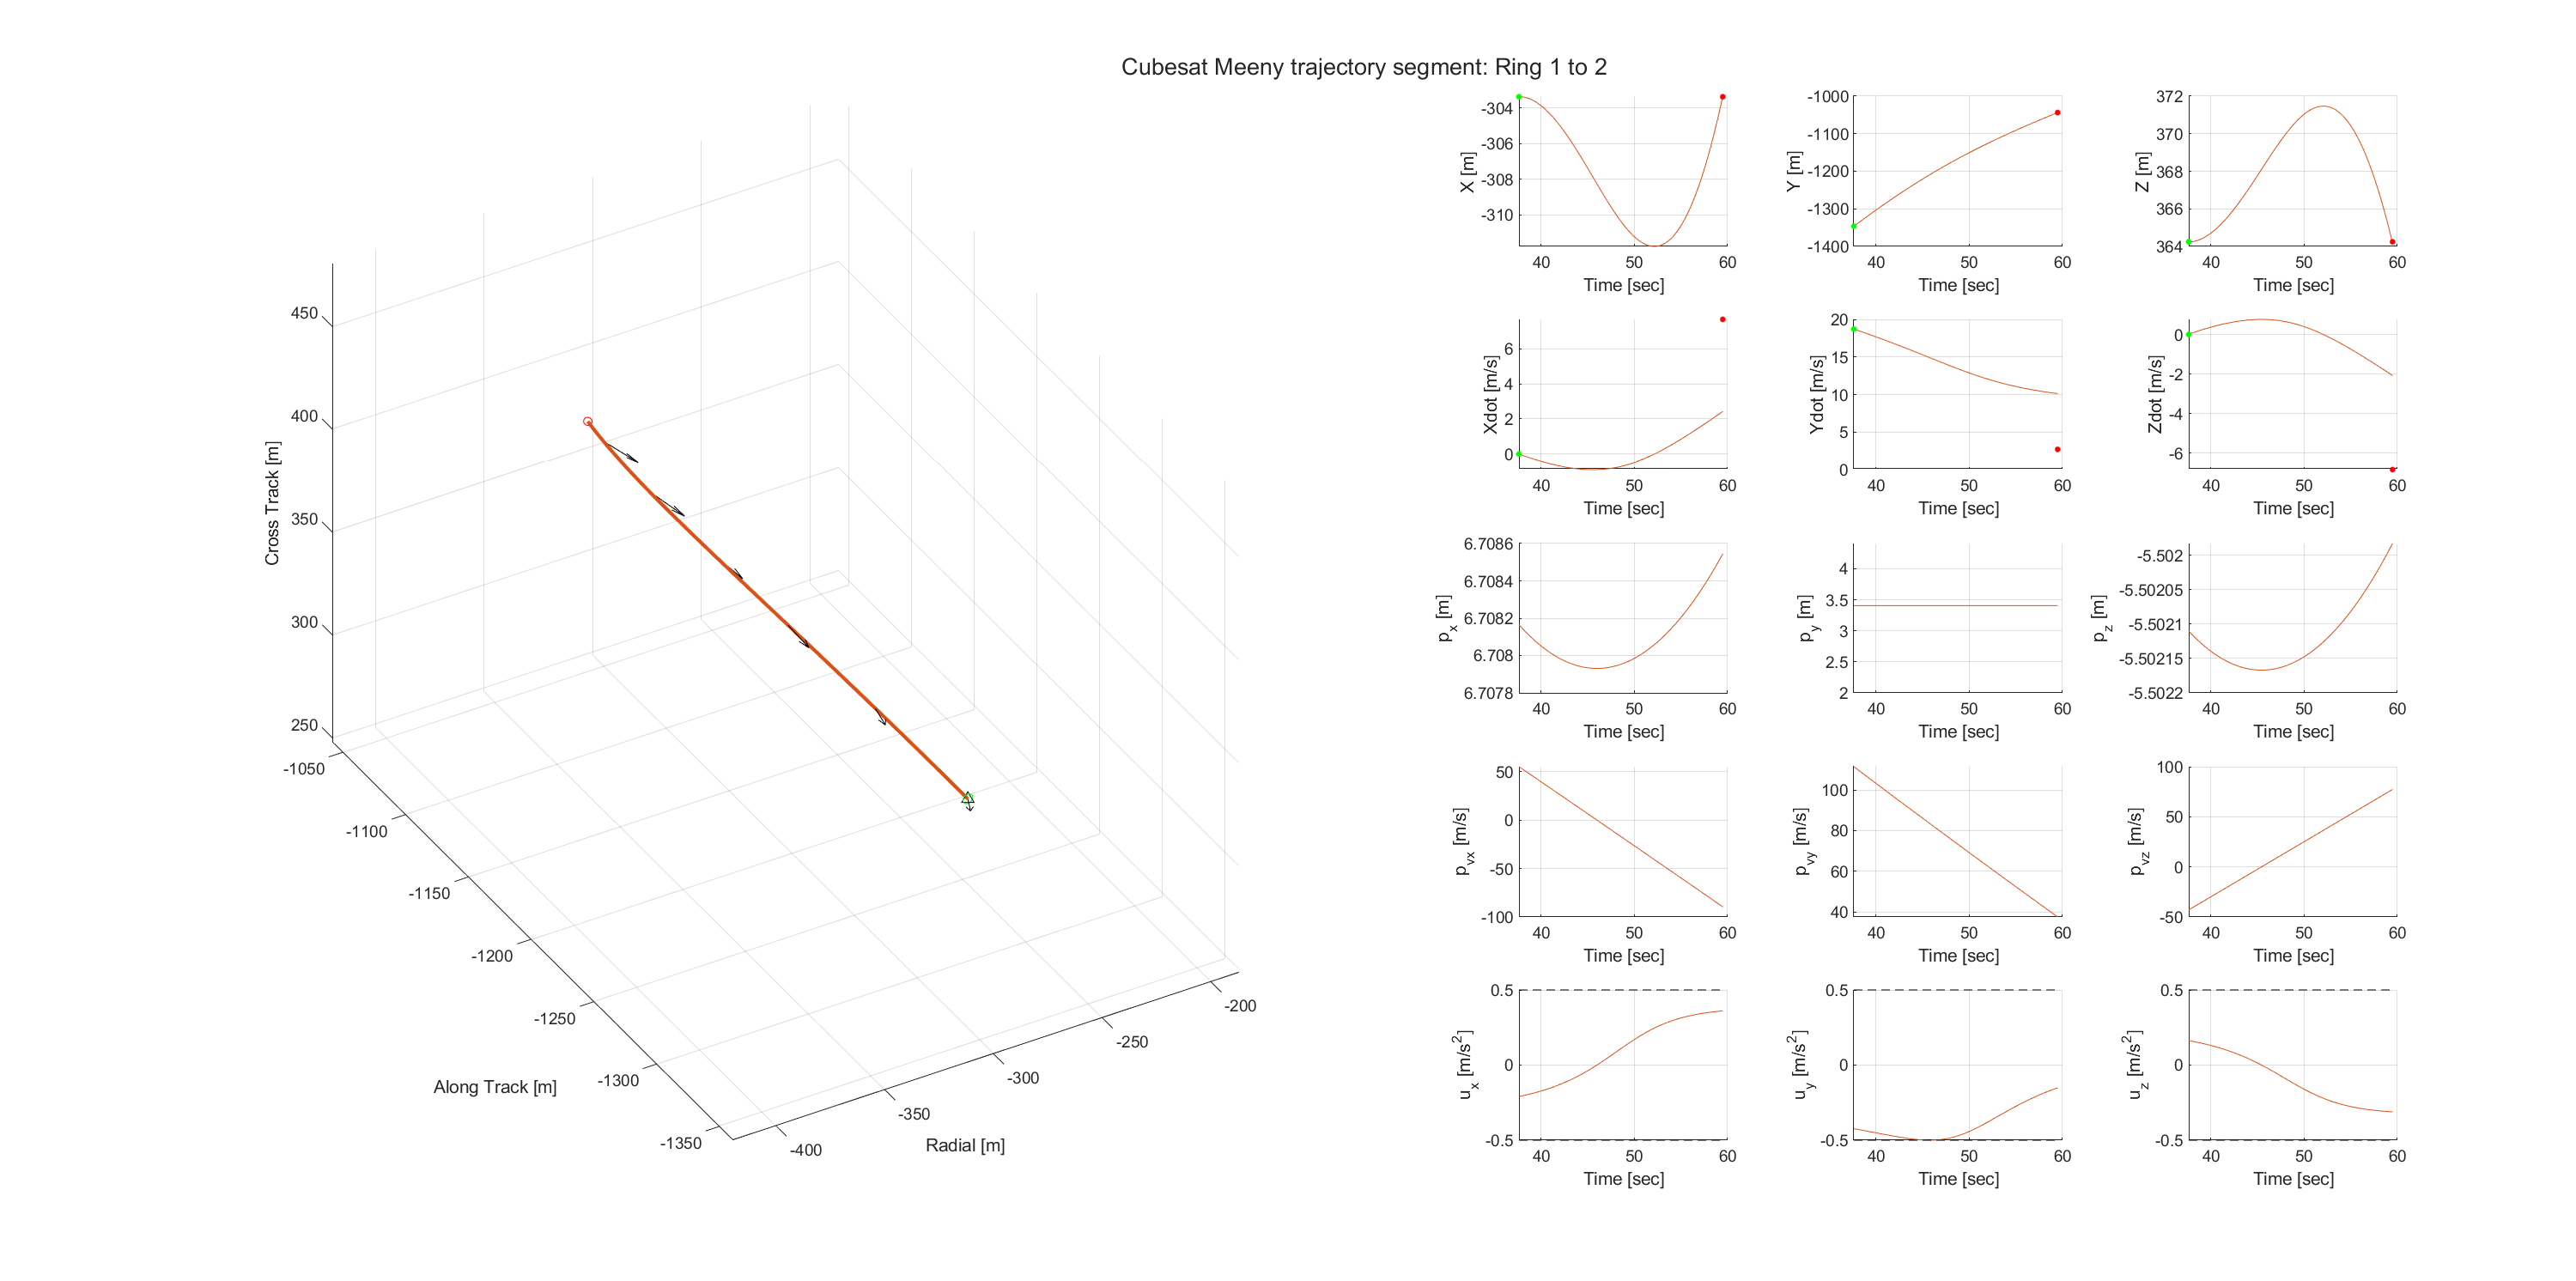 Cubesat Meeny trajectory segment: Ring 1 to 2
450
400
350
300
250
Cross Track [m]
-1050
-1100
-1150
-1200
-1250
-1300
-1350
Along Track [m]
-400
-350
-300
-250
-200
Radial [m]
-304
-306
-308
-310
X [m]
40 50 60
Time [sec]
-1000
-1100
-1200
-1300
-1400
Y [m]
40 50 60
Time [sec]
372
370
368
366
364
Z [m]
40 50 60
Time [sec]
6
4
2
0
Xdot [m/s]
40 50 60
Time [sec]
20
15
10
5
0
Ydot [m/s]
40 50 60
Time [sec]
0
-2
-4
-6
Zdot [m/s]
40 50 60
Time [sec]
6.7086
6.7084
6.7082
6.708
6.7078
p_x [m]
40 50 60
Time [sec]
4
3.5
3
2.5
2
p_y [m]
40 50 60
Time [sec]
-5.502
-5.50205
-5.5021
-5.50215
-5.5022
p_z [m]
40 50 60
Time [sec]
50
0
-50
-100
p_vx [m/s]
40 50 60
Time [sec]
100
80
60
40
p_vy [m/s]
40 50 60
Time [sec]
100
50
0
-50
p_vz [m/s]
40 50 60
Time [sec]
0.5
0
-0.5
u_x [m/s²]
40 50 60
Time [sec]
0.5
0
-0.5
u_y [m/s²]
40 50 60
Time [sec]
0.5
0
-0.5
u_z [m/s²]
40 50 60
Time [sec]